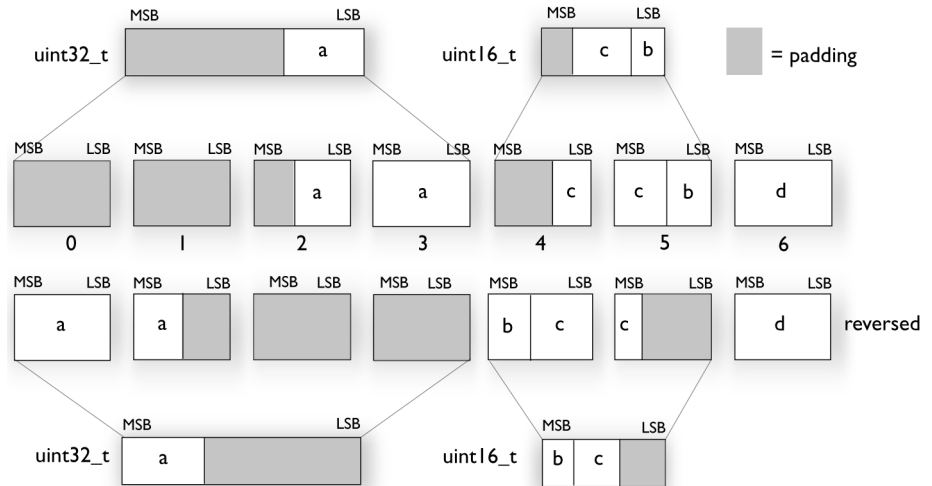 MSB LSB MSB LSB
uint32_t a uint16_t c b = padding
MSB LSB MSB LSB MSB LSB MSB LSB MSB LSB MSB LSB MSB LSB
a a c c b d
0 1 2 3 4 5 6
MSB LSB MSB LSB MSB LSB MSB LSB MSB LSB MSB LSB MSB LSB
a a b c c d reversed
MSB LSB MSB LSB
uint32_t a uint16_t b c